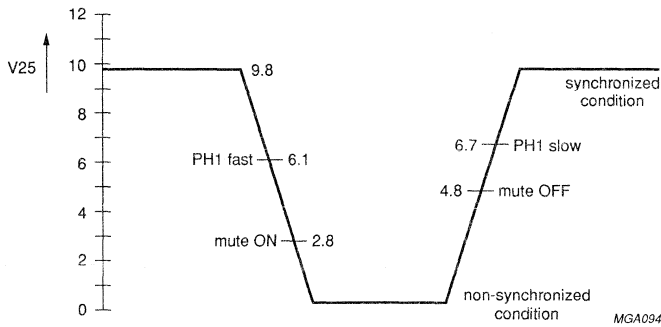 12
V25
10
9.8
8
synchronized
condition
6.7 PH1 slow
PH1 fast 6.1
6
4.8 mute OFF
4
mute ON 2.8
2
non-synchronized
condition
0
MGA094